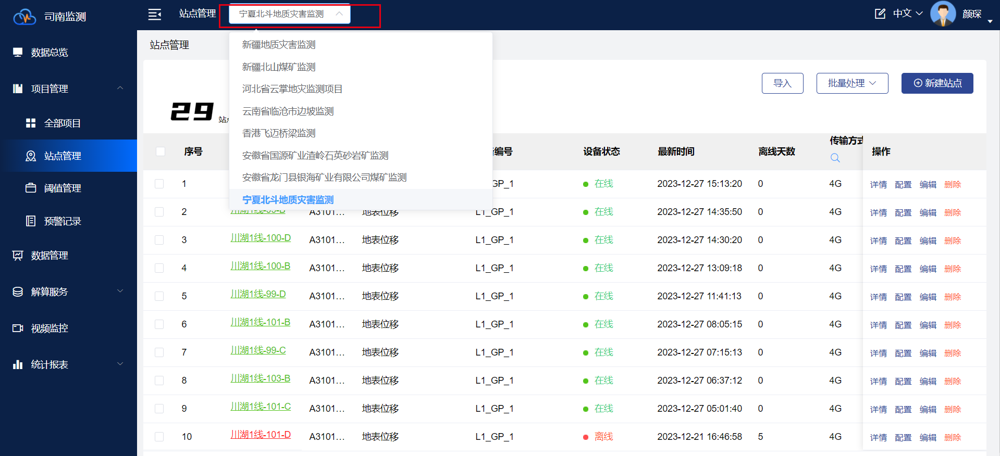 司南监测
站点管理
宁夏北斗地质灾害监测
中文
颜琛
数据总览
项目管理
全部项目
站点管理
阈值管理
预警记录
数据管理
解算服务
视频监控
统计报表
站点管理
新疆地质灾害监测
新疆北山煤矿监测
河北省云掌地灾监测项目
云南省临沧市边坡监测
香港飞迈桥梁监测
安徽省国源矿业渣岭石英砂岩矿监测
安徽省龙门县银海矿业有限公司煤矿监测
宁夏北斗地质灾害监测
导入 批量处理 新建站点
29 站点
序号 编号 设备状态 最新时间 离线天数 传输方式 操作
1 GP_1 在线 2023-12-27 15:13:20 0 4G 详情 配置 编辑 删除
2 川湖1线-99-B A3101... 地表位移 L1_GP_1 在线 2023-12-27 14:35:50 0 4G 详情 配置 编辑 删除
3 川湖1线-100-D A3101... 地表位移 L1_GP_1 在线 2023-12-27 14:30:20 0 4G 详情 配置 编辑 删除
4 川湖1线-100-B A3101... 地表位移 L1_GP_1 在线 2023-12-27 13:09:18 0 4G 详情 配置 编辑 删除
5 川湖1线-99-D A3101... 地表位移 L1_GP_1 在线 2023-12-27 11:41:13 0 4G 详情 配置 编辑 删除
6 川湖1线-101-B A3101... 地表位移 L1_GP_1 在线 2023-12-27 08:05:15 0 4G 详情 配置 编辑 删除
7 川湖1线-99-C A3101... 地表位移 L1_GP_1 在线 2023-12-27 07:15:13 0 4G 详情 配置 编辑 删除
8 川湖1线-103-B A3101... 地表位移 L1_GP_1 在线 2023-12-27 06:37:12 0 4G 详情 配置 编辑 删除
9 川湖1线-101-C A3101... 地表位移 L1_GP_1 在线 2023-12-27 05:01:40 0 4G 详情 配置 编辑 删除
10 川湖1线-101-D A3101... 地表位移 L1_GP_1 离线 2023-12-21 16:46:58 5 4G 详情 配置 编辑 删除